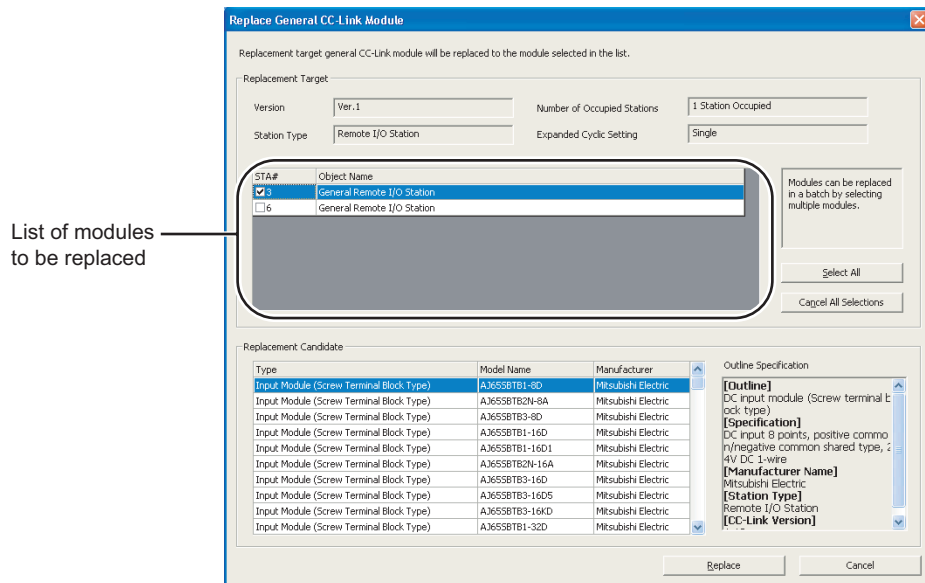 Replace General CC-Link Module
Replacement target general CC-Link module will be replaced to the module selected in the list.
Replacement Target
Version Ver.1 Number of Occupied Stations 1 Station Occupied
Station Type Remote I/O Station Expanded Cyclic Setting Single
STA# Object Name
3 General Remote I/O Station
6 General Remote I/O Station
Modules can be replaced
in a batch by selecting
multiple modules.
List of modules
to be replaced
Select All
Cancel All Selections
Replacement Candidate
Type Model Name Manufacturer
Input Module (Screw Terminal Block Type) AJ65SBTB1-8D Mitsubishi Electric
Input Module (Screw Terminal Block Type) AJ65SBTB2N-8A Mitsubishi Electric
Input Module (Screw Terminal Block Type) AJ65SBTB3-8D Mitsubishi Electric
Input Module (Screw Terminal Block Type) AJ65SBTB1-16D Mitsubishi Electric
Input Module (Screw Terminal Block Type) AJ65SBTB1-16D1 Mitsubishi Electric
Input Module (Screw Terminal Block Type) AJ65SBTB2N-16A Mitsubishi Electric
Input Module (Screw Terminal Block Type) AJ65SBTB3-16D Mitsubishi Electric
Input Module (Screw Terminal Block Type) AJ65SBTB3-16D5 Mitsubishi Electric
Input Module (Screw Terminal Block Type) AJ65SBTB3-16KD Mitsubishi Electric
Input Module (Screw Terminal Block Type) AJ65SBTB1-32D Mitsubishi Electric
Outline Specification
[Outline]
DC input module (Screw terminal b
ock type)
[Specification]
DC input 8 points, positive commo
n/negative common shared type, 2
4V DC 1-wire
[Manufacturer Name]
Mitsubishi Electric
[Station Type]
Remote I/O Station
[CC-Link Version]
Replace
Cancel